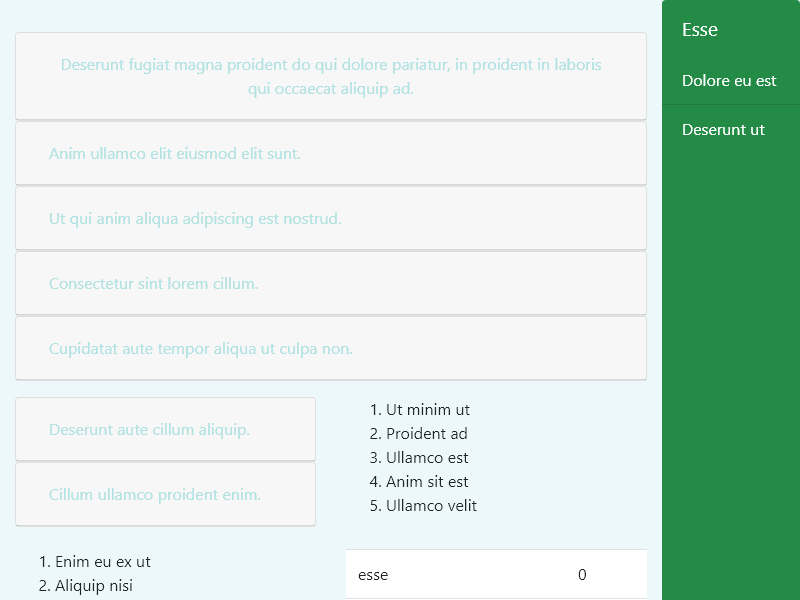 Deserunt fugiat magna proident do qui dolore pariatur, in proident in laboris
qui occaecat aliquip ad.
Anim ullamco elit eiusmod elit sunt.
Ut qui anim aliqua adipiscing est nostrud.
Consectetur sint lorem cillum.
Cupidatat aute tempor aliqua ut culpa non.
Deserunt aute cillum aliquip.
Cillum ullamco proident enim.
1. Ut minim ut
2. Proident ad
3. Ullamco est
4. Anim sit est
5. Ullamco velit
1. Enim eu ex ut
2. Aliquip nisi
esse 0
Esse
Dolore eu est
Deserunt ut